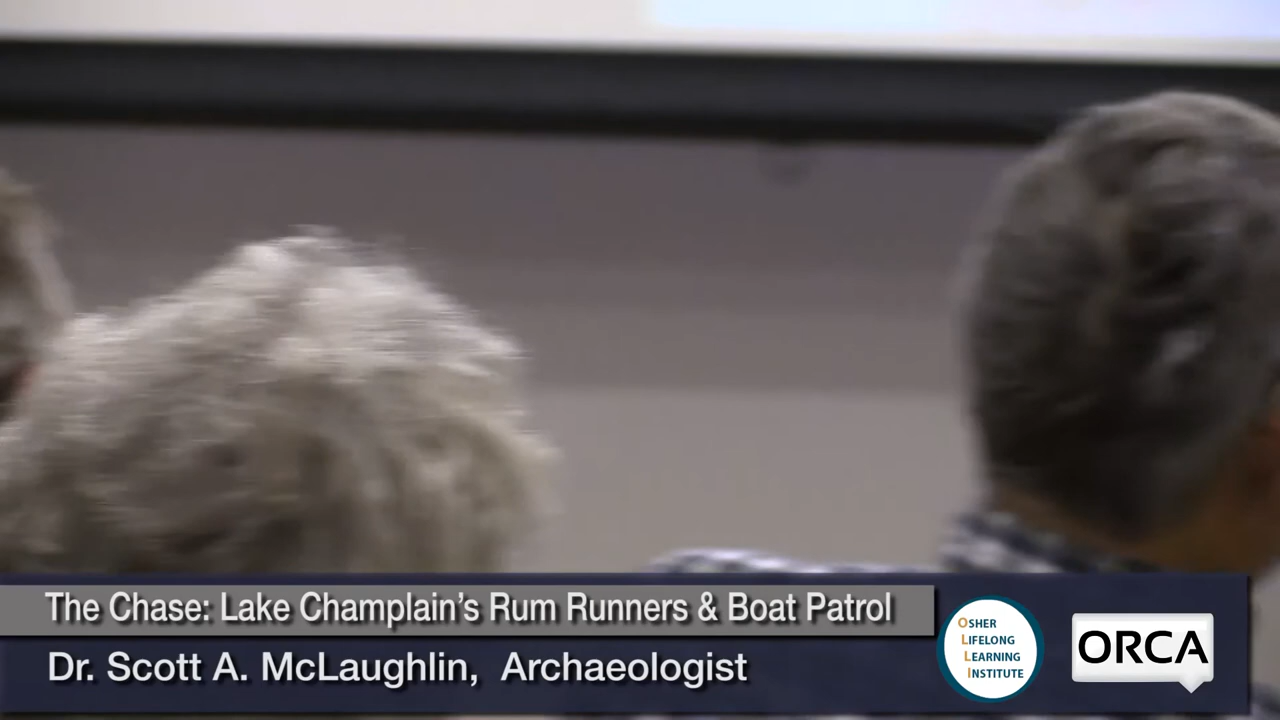 The Chase: Lake Champlain's Rum Runners & Boat Patrol
Dr. Scott A. McLaughlin, Archaeologist
OSHER
LIFELONG
LEARNING
INSTITUTE
ORCA